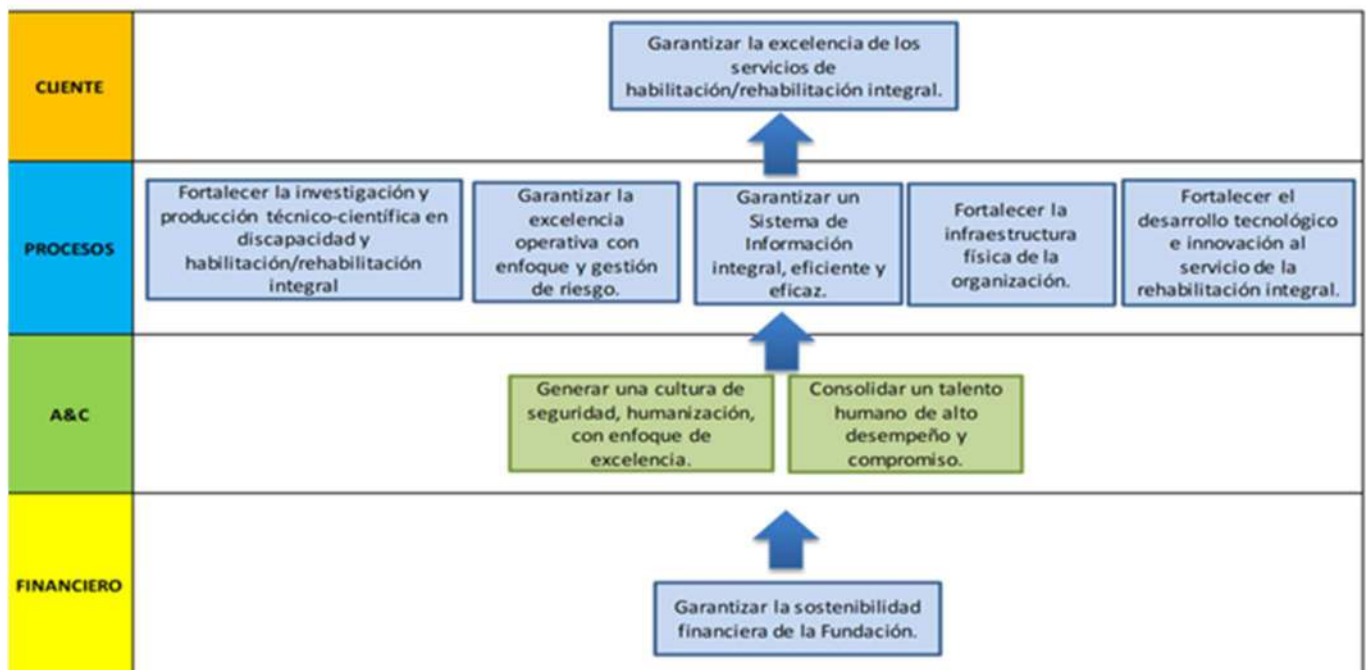 CLIENTE
Garantizar la excelencia de los
servicios de
habilitación/rehabilitación integral.
PROCESOS
Fortalecer la investigación y
producción técnico-científica en
discapacidad y
habilitación/rehabilitación
integral
Garantizar la
excelencia
operativa con
enfoque y gestión
de riesgo.
Garantizar un
Sistema de
Información
integral, eficiente y
eficaz.
Fortalecer la
infraestructura
física de la
organización.
Fortalecer el
desarrollo tecnológico
e innovación al
servicio de la
rehabilitación integral.
A&C
Generar una cultura de
seguridad, humanización,
con enfoque de
excelencia.
Consolidar un talento
humano de alto
desempeño y
compromiso.
FINANCIERO
Garantizar la sostenibilidad
financiera de la Fundación.